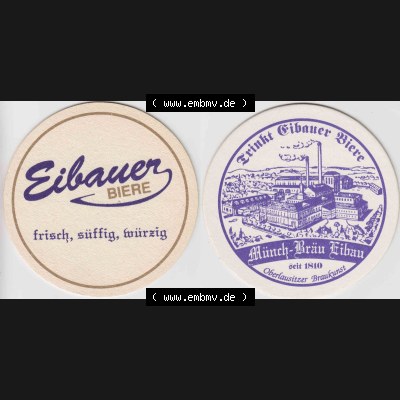 ( www.embmv.de )
Eibauer
BIERE
frisch, süffig, würzig
Trinkt Eibauer Biere
Münch-Bräu Eibau
seit 1810
Oberlausitzer Braukunst
( www.embmv.de )